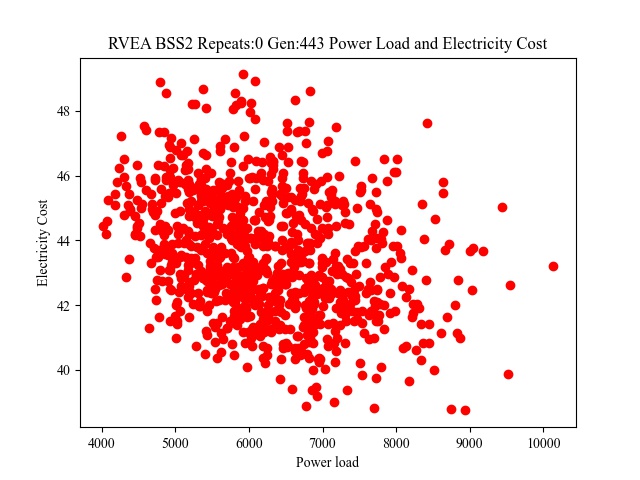 RVEA BSS2 Repeats:0 Gen:443 Power Load and Electricity Cost
Electricity Cost
48
46
44
42
40
4000 5000 6000 7000 8000 9000 10000
Power load